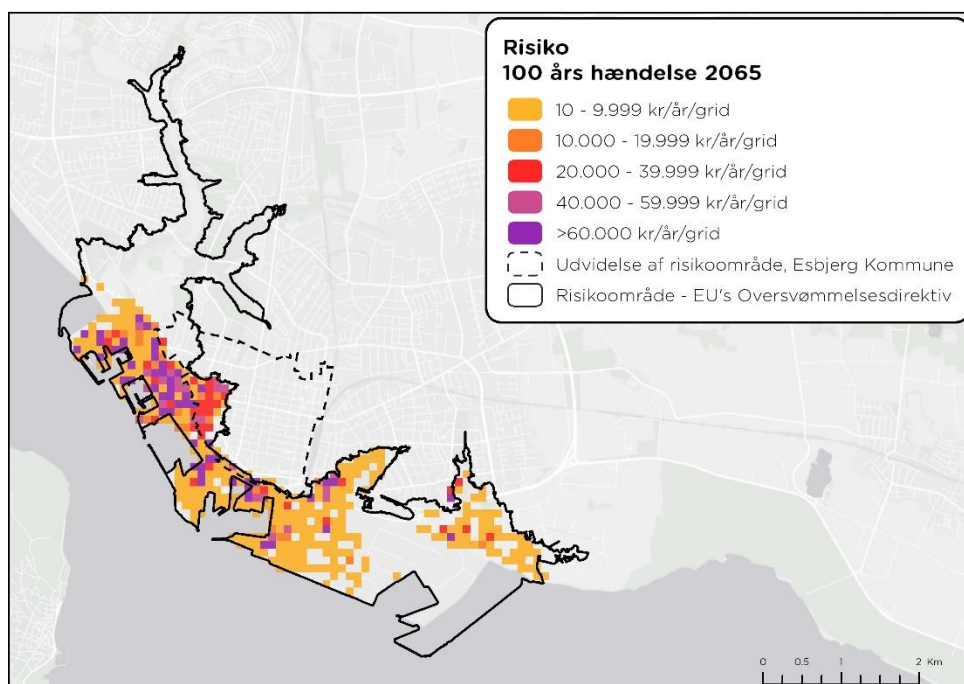 Risiko
100 års hændelse 2065
10 - 9.999 kr/år/grid
10.000 - 19.999 kr/år/grid
20.000 - 39.999 kr/år/grid
40.000 - 59.999 kr/år/grid
>60.000 kr/år/grid
Udvidelse af risikoområde, Esbjerg Kommune
Risikoområde - EU's Oversvømmelsesdirektiv
0 0.5 1 2 Km